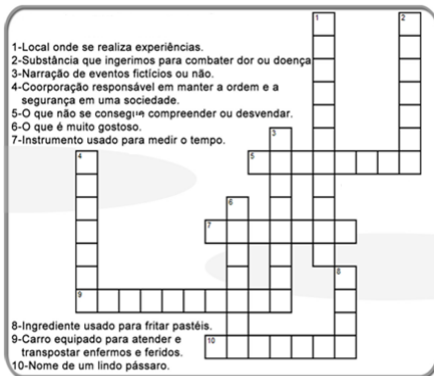 1-Local onde se realiza experiências.
2-Substância que ingerimos para combater dor ou doença
3-Narração de eventos fictícios ou não.
4-Coorporação responsável em manter a ordem e a
segurança em uma sociedade.
5-O que não se consegue compreender ou desvendar.
6-O que é muito gostoso.
7-Instrumento usado para medir o tempo.
1
2
3
4
5
6
7
8
9
10
8-Ingrediente usado para fritar pastéis.
9-Carro equipado para atender e
transpostar enfermos e feridos.
10-Nome de um lindo pássaro.